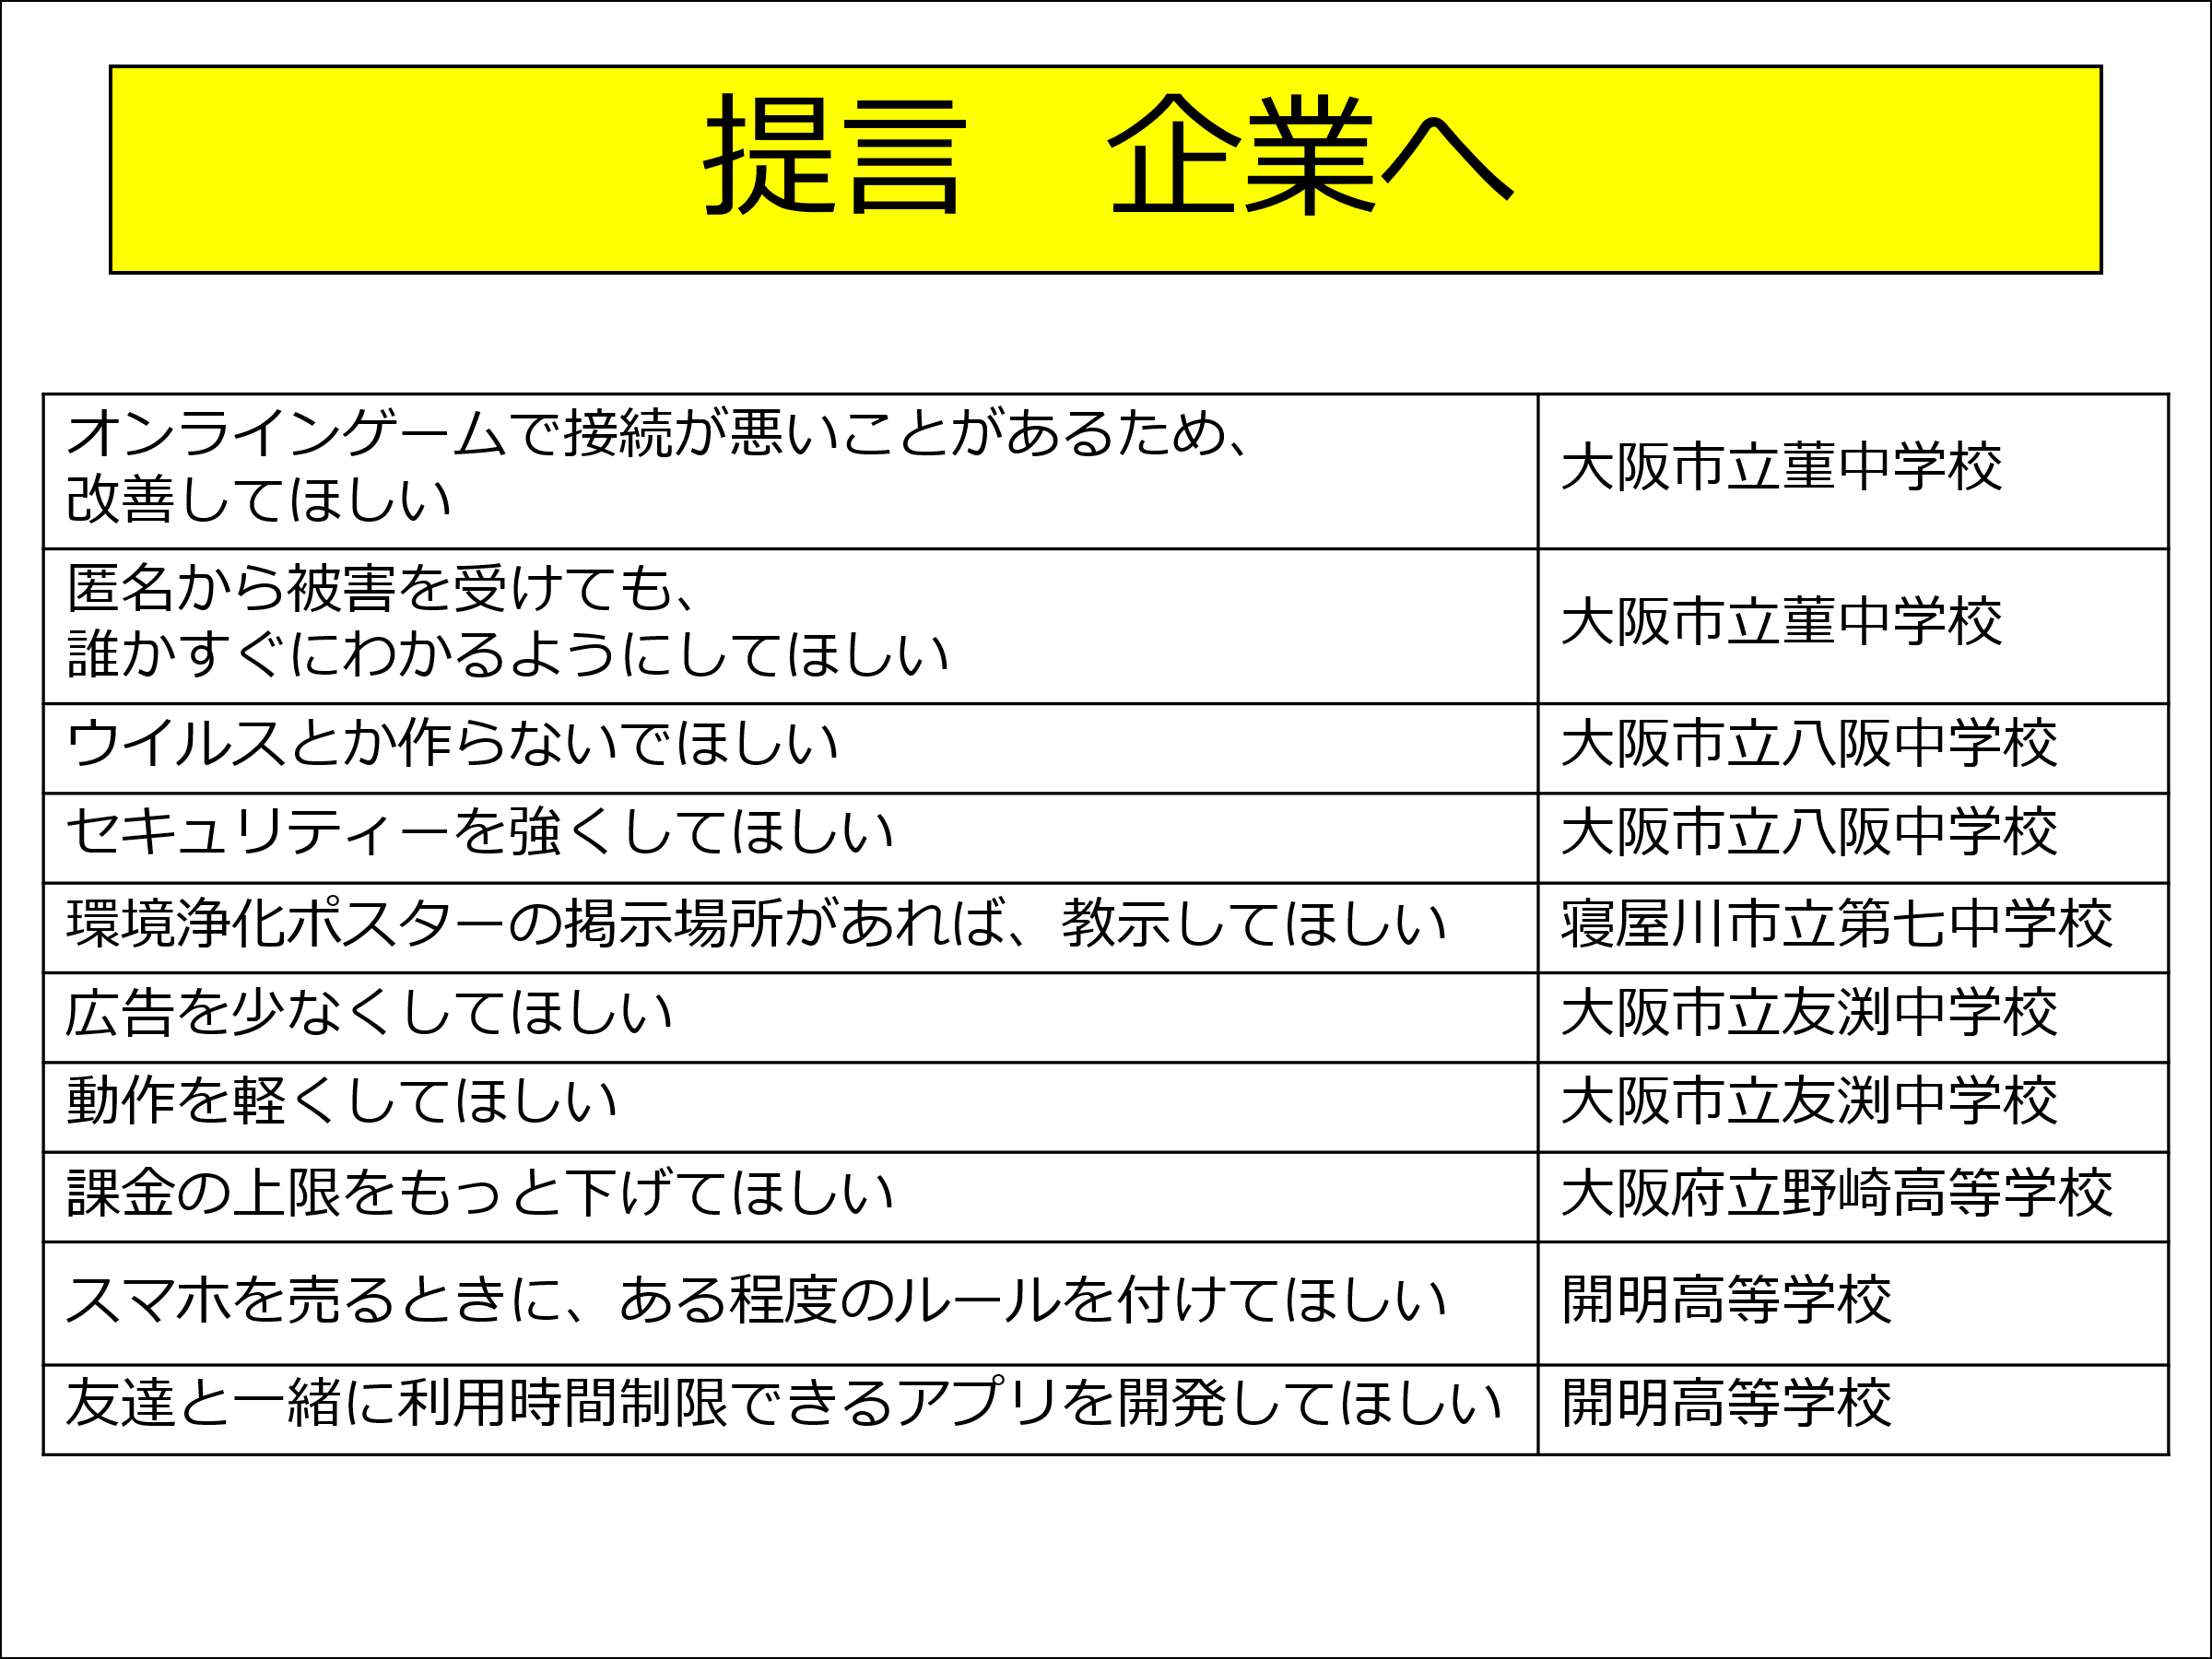 提言　企業へ
オンラインゲームで接続が悪いことがあるため、
改善してほしい
大阪市立菫中学校
匿名から被害を受けても、
誰かすぐにわかるようにしてほしい
大阪市立菫中学校
ウイルスとか作らないでほしい
大阪市立八阪中学校
セキュリティーを強くしてほしい
大阪市立八阪中学校
環境浄化ポスターの掲示場所があれば、教示してほしい
寝屋川市立第七中学校
広告を少なくしてほしい
大阪市立友渕中学校
動作を軽くしてほしい
大阪市立友渕中学校
課金の上限をもっと下げてほしい
大阪府立野崎高等学校
スマホを売るときに、ある程度のルールを付けてほしい
開明高等学校
友達と一緒に利用時間制限できるアプリを開発してほしい
開明高等学校